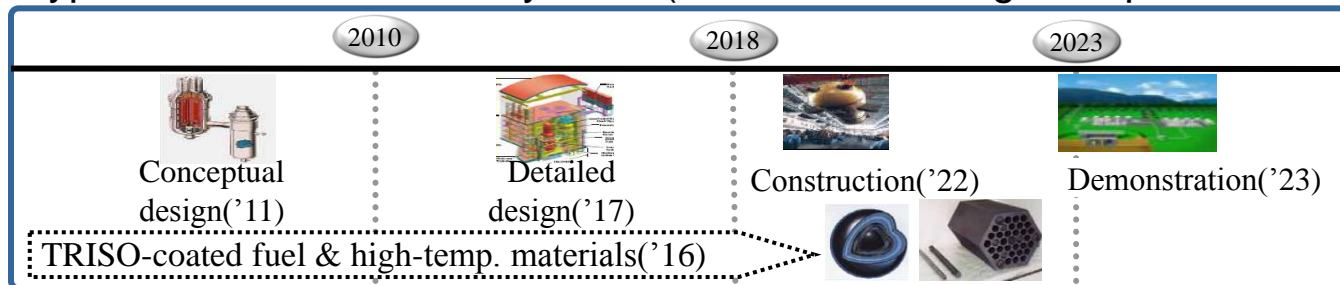 2010
2018
2023
Conceptual
design('11)
Detailed
design('17)
Construction('22)
Demonstration('23)
TRISO-coated fuel & high-temp. materials('16)